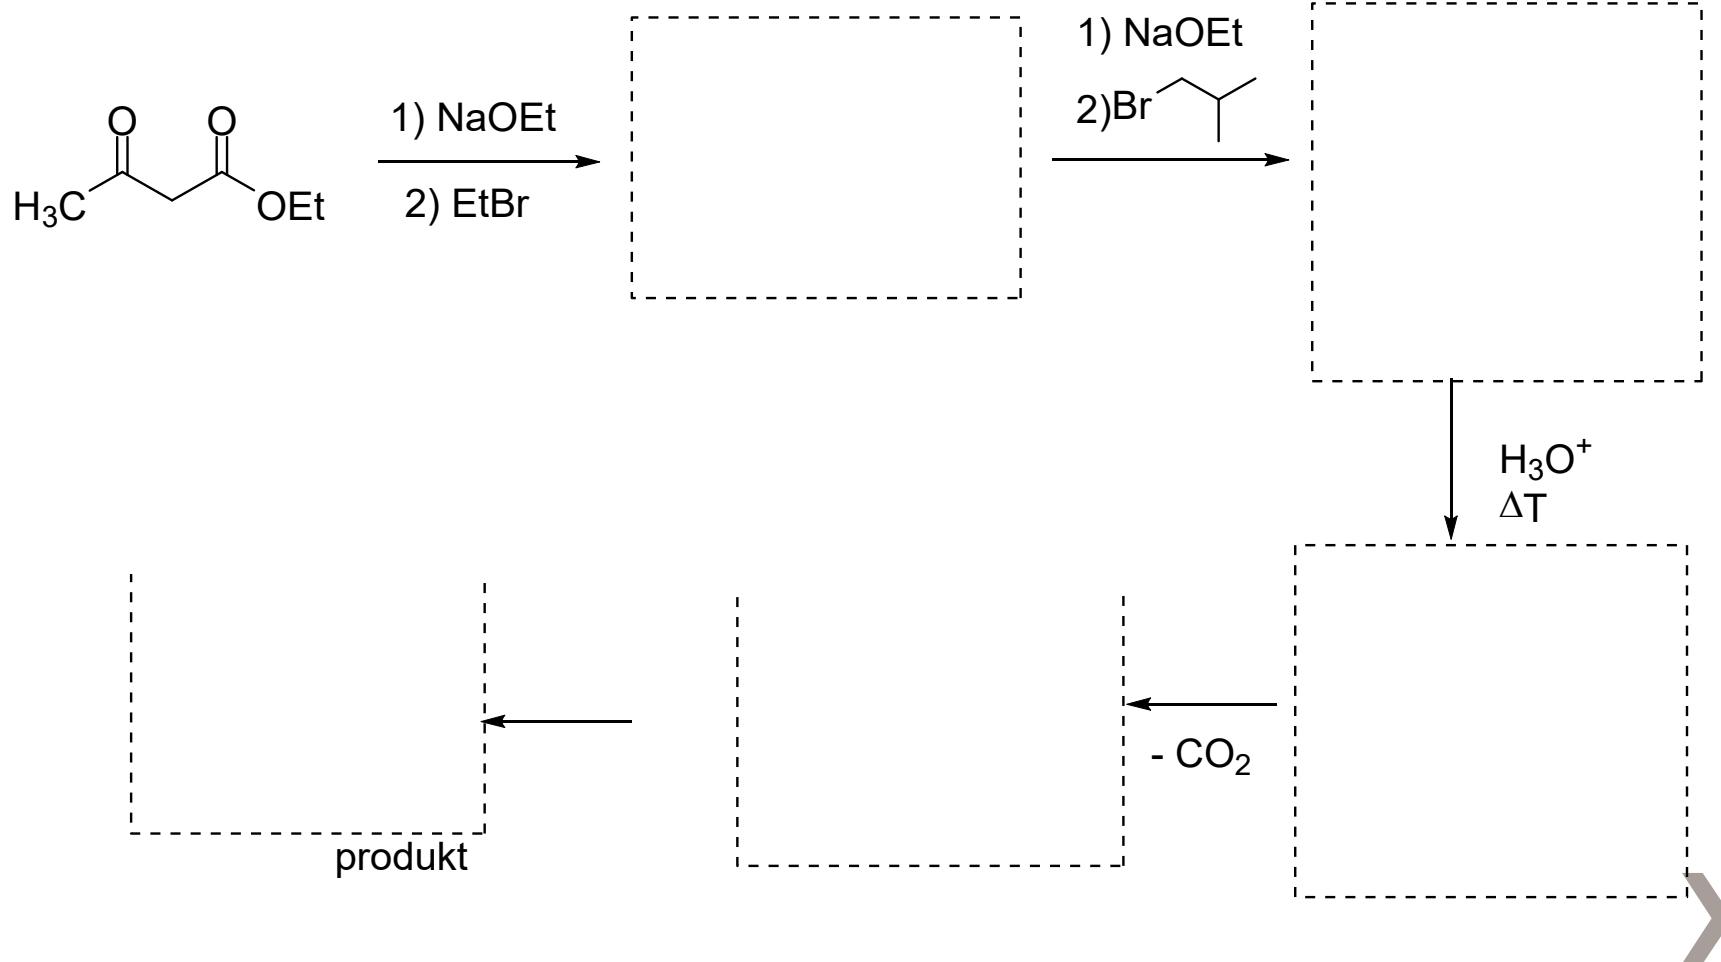 O
O
H₃C
OEt
1) NaOEt
2) EtBr
1) NaOEt
2)Br
H₃O⁺
ΔT
- CO₂
produkt